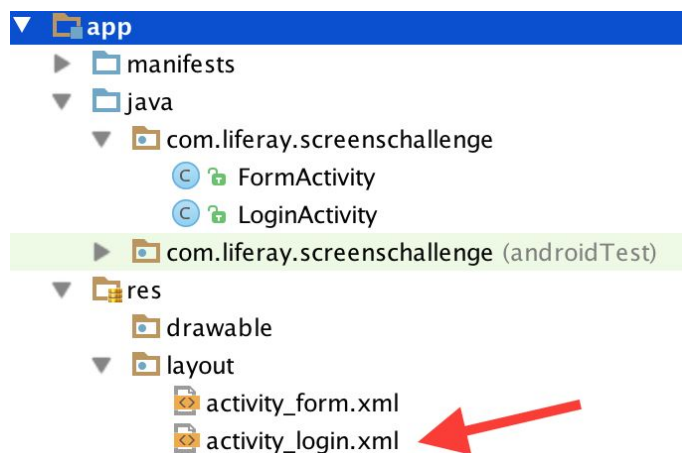 app
manifests
java
com.liferay.screenschallenge
C FormActivity
C LoginActivity
com.liferay.screenschallenge (androidTest)
res
drawable
layout
activity_form.xml
activity_login.xml